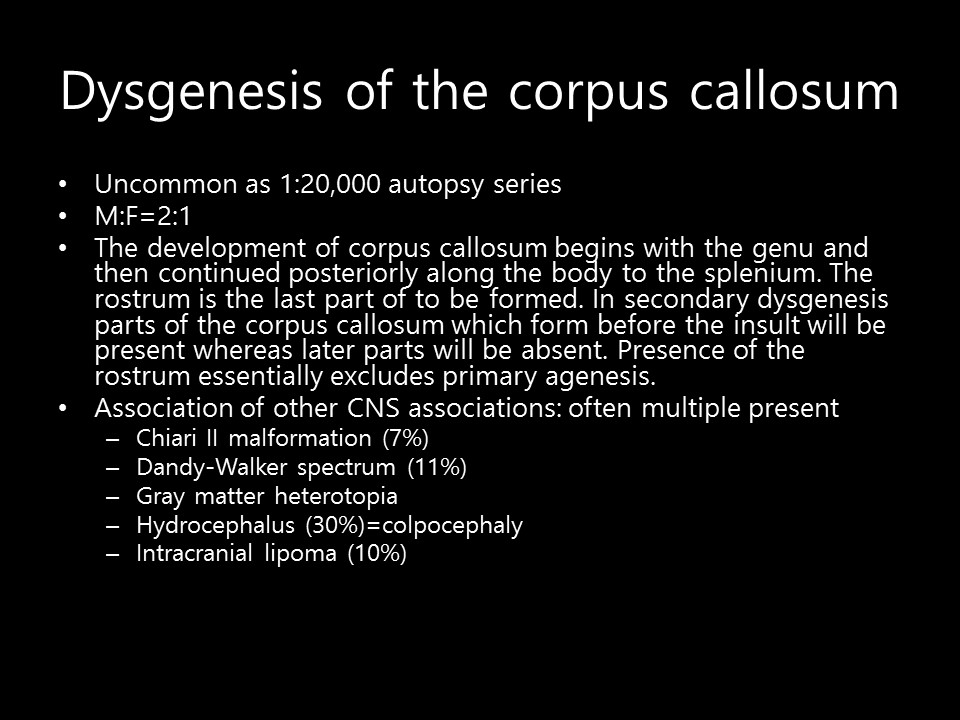 Dysgenesis of the corpus callosum
• Uncommon as 1:20,000 autopsy series
• M:F=2:1
• The development of corpus callosum begins with the genu and
then continued posteriorly along the body to the splenium. The
rostrum is the last part of to be formed. In secondary dysgenesis
parts of the corpus callosum which form before the insult will be
present whereas later parts will be absent. Presence of the
rostrum essentially excludes primary agenesis.
• Association of other CNS associations: often multiple present
– Chiari II malformation (7%)
– Dandy-Walker spectrum (11%)
– Gray matter heterotopia
– Hydrocephalus (30%)=colpocephaly
– Intracranial lipoma (10%)